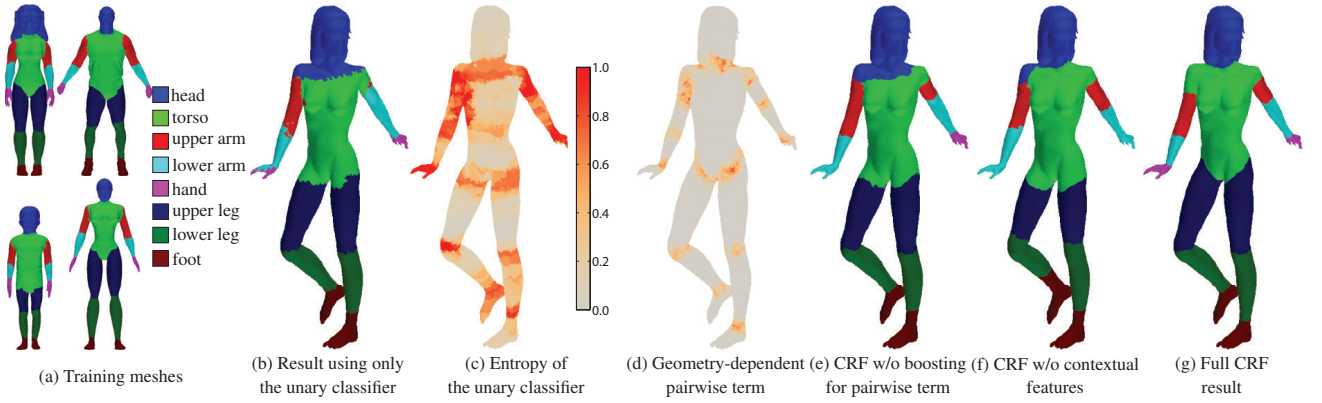 head
torso
upper arm
lower arm
hand
upper leg
lower leg
foot
1.0
0.8
0.6
0.4
0.2
0.0
(a) Training meshes
(b) Result using only
the unary classifier
(c) Entropy of
the unary classifier
(d) Geometry-dependent
pairwise term
(e) CRF w/o boosting
for pairwise term
(f) CRF w/o contextual
features
(g) Full CRF
result